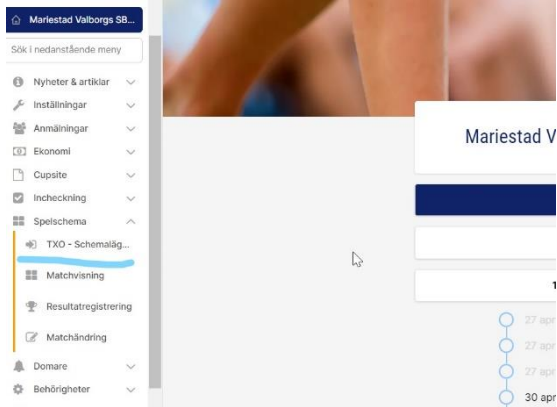 Mariestad Valborgs SB...
Sök i nedanstående meny
Nyheter & artiklar
Inställningar
Anmälningar
Ekonomi
Cupsite
Incheckning
Spelschema
TXO - Schemaläg...
Matchvisning
Resultatregistrering
Matchändring
Domare
Behörigheter
Mariestad V
1
27 apr
27 apr
27 apr
30 apr